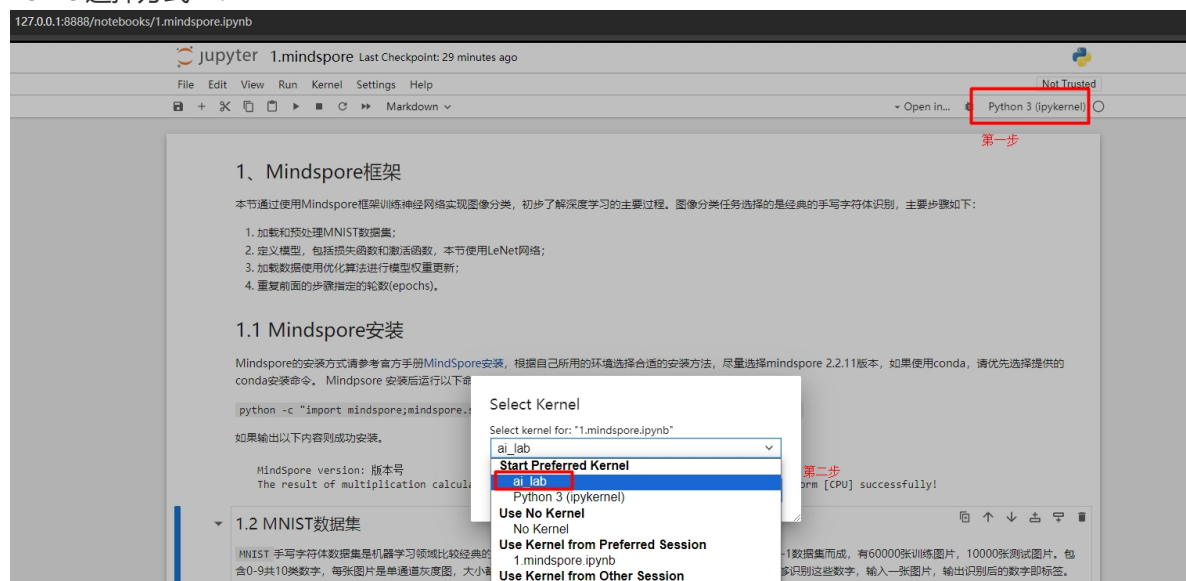 127.0.0.1:8888/notebooks/1.mindspore.ipynb
jupyter 1.mindspore Last Checkpoint: 29 minutes ago
File Edit View Run Kernel Settings Help Not Trusted
Markdown Open in... Python 3 (ipykernel)
第一步
1、Mindspore框架
本节通过使用Mindspore框架训练神经网络实现图像分类，初步了解深度学习的主要过程。图像分类任务选择的是经典的手写字符体识别，主要步骤如下：
1. 加载和预处理MNIST数据集;
2. 定义模型，包括损失函数和激活函数，本节使用LeNet网络;
3. 加载数据使用优化算法进行模型权重更新;
4. 重复前面的步骤指定的轮数(epochs)。
1.1 Mindspore安装
Mindspore的安装方式请参考官方手册MindSpore安装，根据自己所用的环境选择合适的安装方法，尽量选择mindspore 2.2.11版本，如果使用conda，请优先选择提供的
conda安装命令。 Mindpsore 安装后运行以下命
python -c "import mindspore;mindspore.
如果输出以下内容则成功安装。
MindSpore version: 版本号
The result of multiplication calcula
orm [CPU] successfully!
Select Kernel
Select kernel for: "1.mindspore.ipynb"
ai_lab
Start Preferred Kernel
ai_lab
第二步
Python 3 (ipykernel)
Use No Kernel
No Kernel
Use Kernel from Preferred Session
1.mindspore.ipynb
Use Kernel from Other Session
1.2 MNIST数据集
MNIST 手写字符体数据集是机器学习领域比较经典的
-1数据集而成，有60000张训练图片，10000张测试图片。包
含0-9共10类数字，每张图片是单通道灰度图，大小
识别这些数字，输入一张图片，输出识别后的数字即标签。